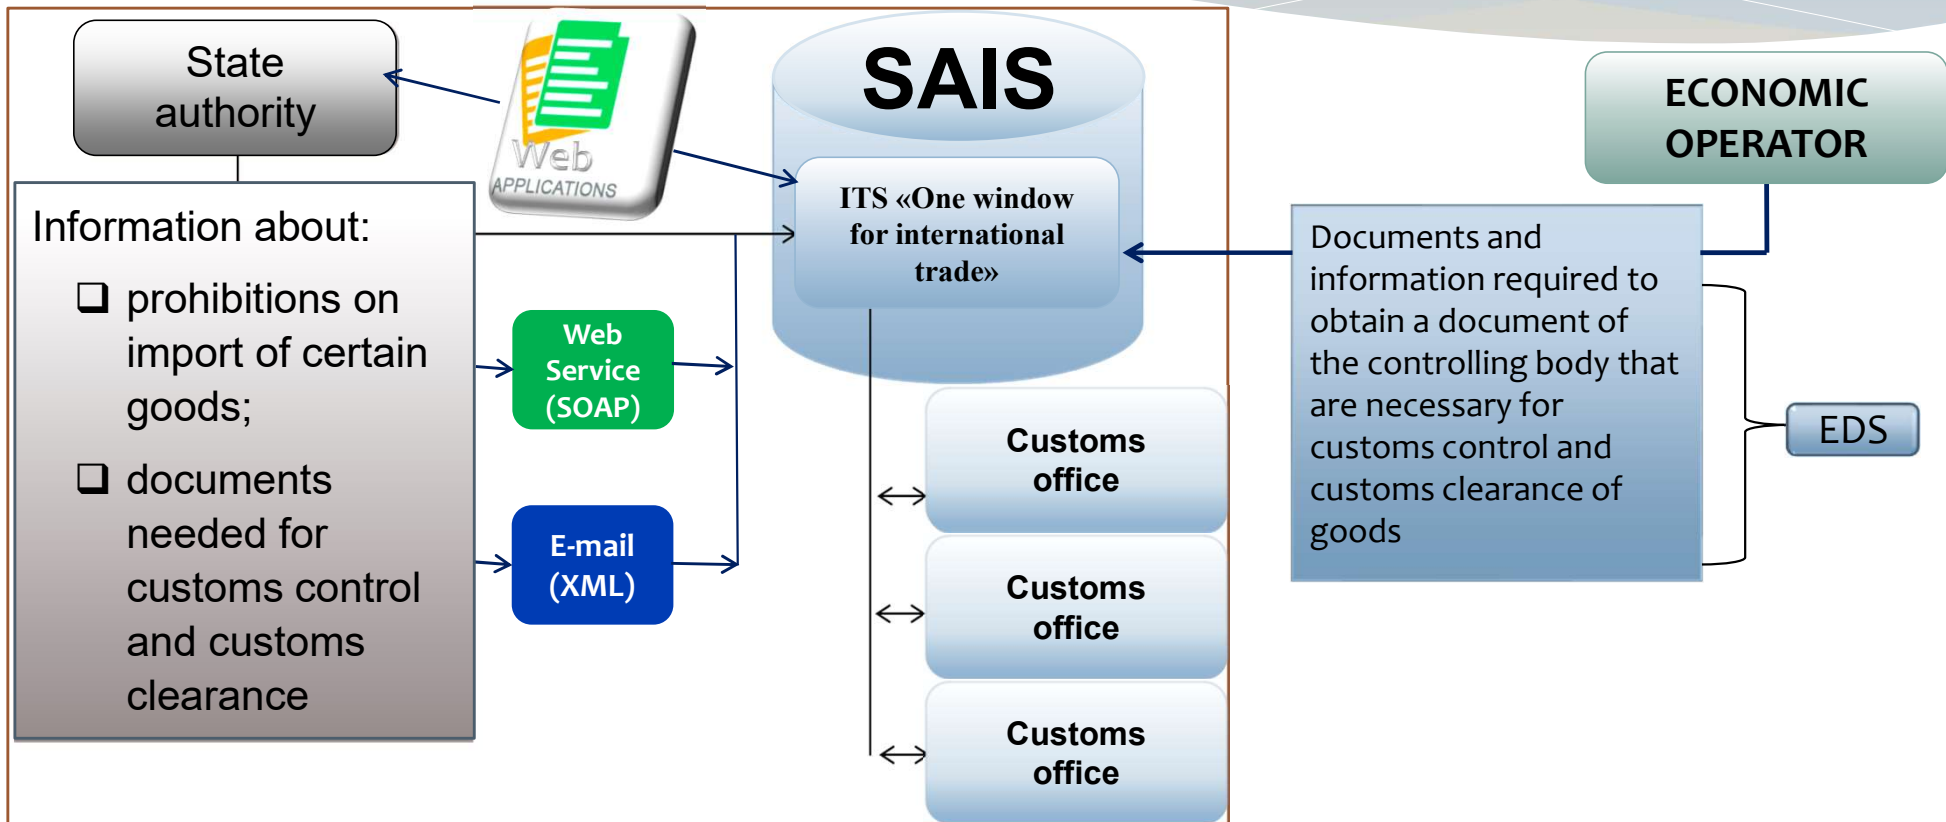 State
authority
Web
APPLICATIONS
SAIS
ITS «One window
for international
trade»
ECONOMIC
OPERATOR
Information about:
❑ prohibitions on
import of certain
goods;
❑ documents
needed for
customs control
and customs
clearance
Web
Service
(SOAP)
E-mail
(XML)
Customs
office
Customs
office
Customs
office
Documents and
information required to
obtain a document of
the controlling body that
are necessary for
customs control and
customs clearance of
goods
EDS